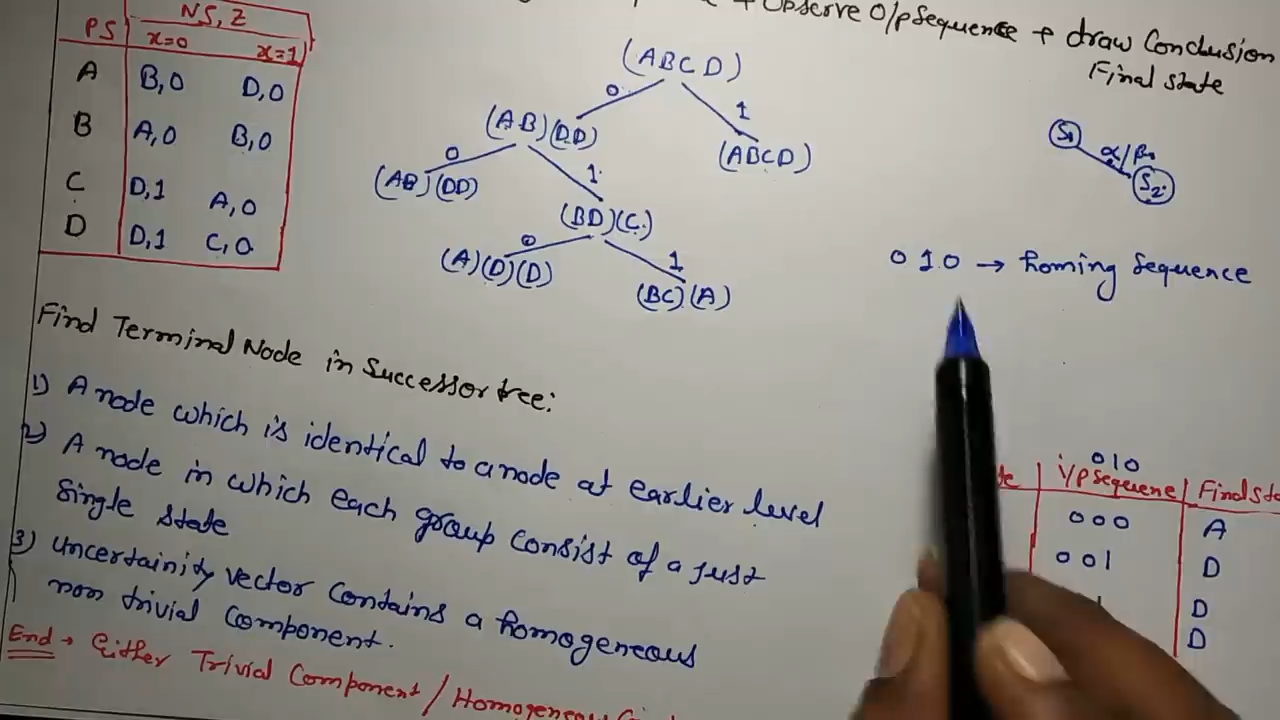 + Observe O/p Sequence + draw Conclusion
Final state
PS NS, Z
x=0 x=1
A B,0 D,0
B A,0 B,0
C D,1 A,0
D D,1 C,0
(ABCD)
0 1
(AB)(DD) (ABCD)
0 1
(AB)(DD) (BD)(C)
0 1
(A)(D)(D) (BC)(A)
S1
S2
010 → homing Sequence
Find Terminal Node in Successor tree:
1) A node which is identical to a node at earlier level
2) A node in which each group consist of a just
Single state
3) Uncertainity vector Contains a homogeneous
non trivial Component.
End → Either Trivial Component /
010
i/p Sequene
000 A
001 D
D
D